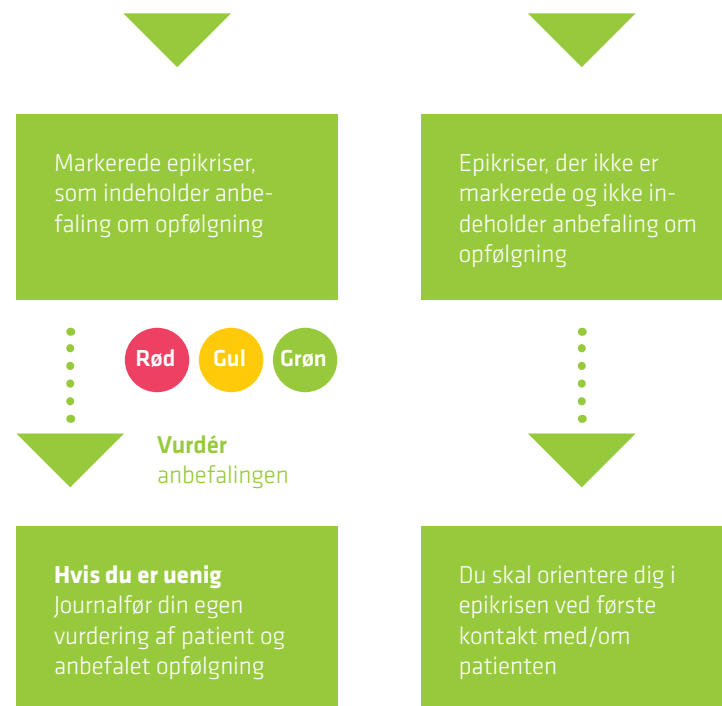 Markerede epikriser,
som indeholder anbe-
faling om opfølgning
Epikriser, der ikke er
markerede og ikke in-
deholder anbefaling om
opfølgning
Rød
Gul
Grøn
Vurdér
anbefalingen
Hvis du er uenig
Journalfør din egen
vurdering af patient og
anbefalet opfølgning
Du skal orientere dig i
epikrisen ved første
kontakt med/om
patienten